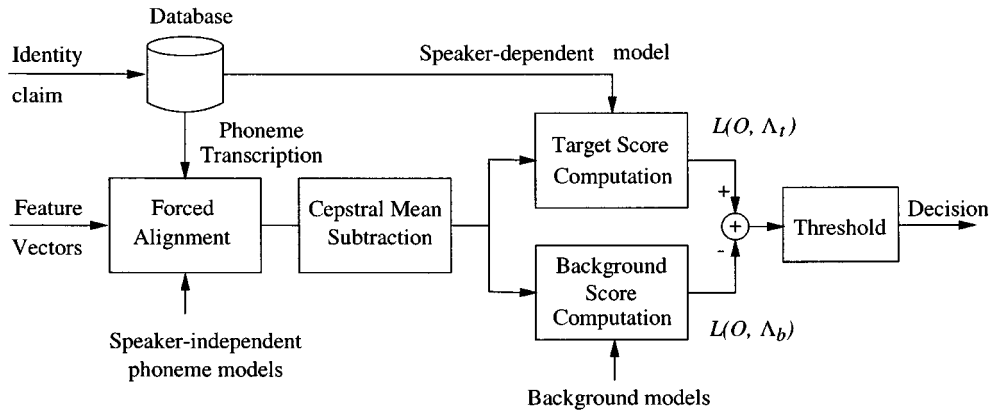 Database
Identity
claim
Speaker-dependent model
Phoneme
Transcription
L(O, Λt)
Target Score
Computation
Feature
Vectors
Forced
Alignment
Cepstral Mean
Subtraction
+
+
-
Threshold
Decision
Background
Score
Computation
L(O, Λb)
Speaker-independent
phoneme models
Background models